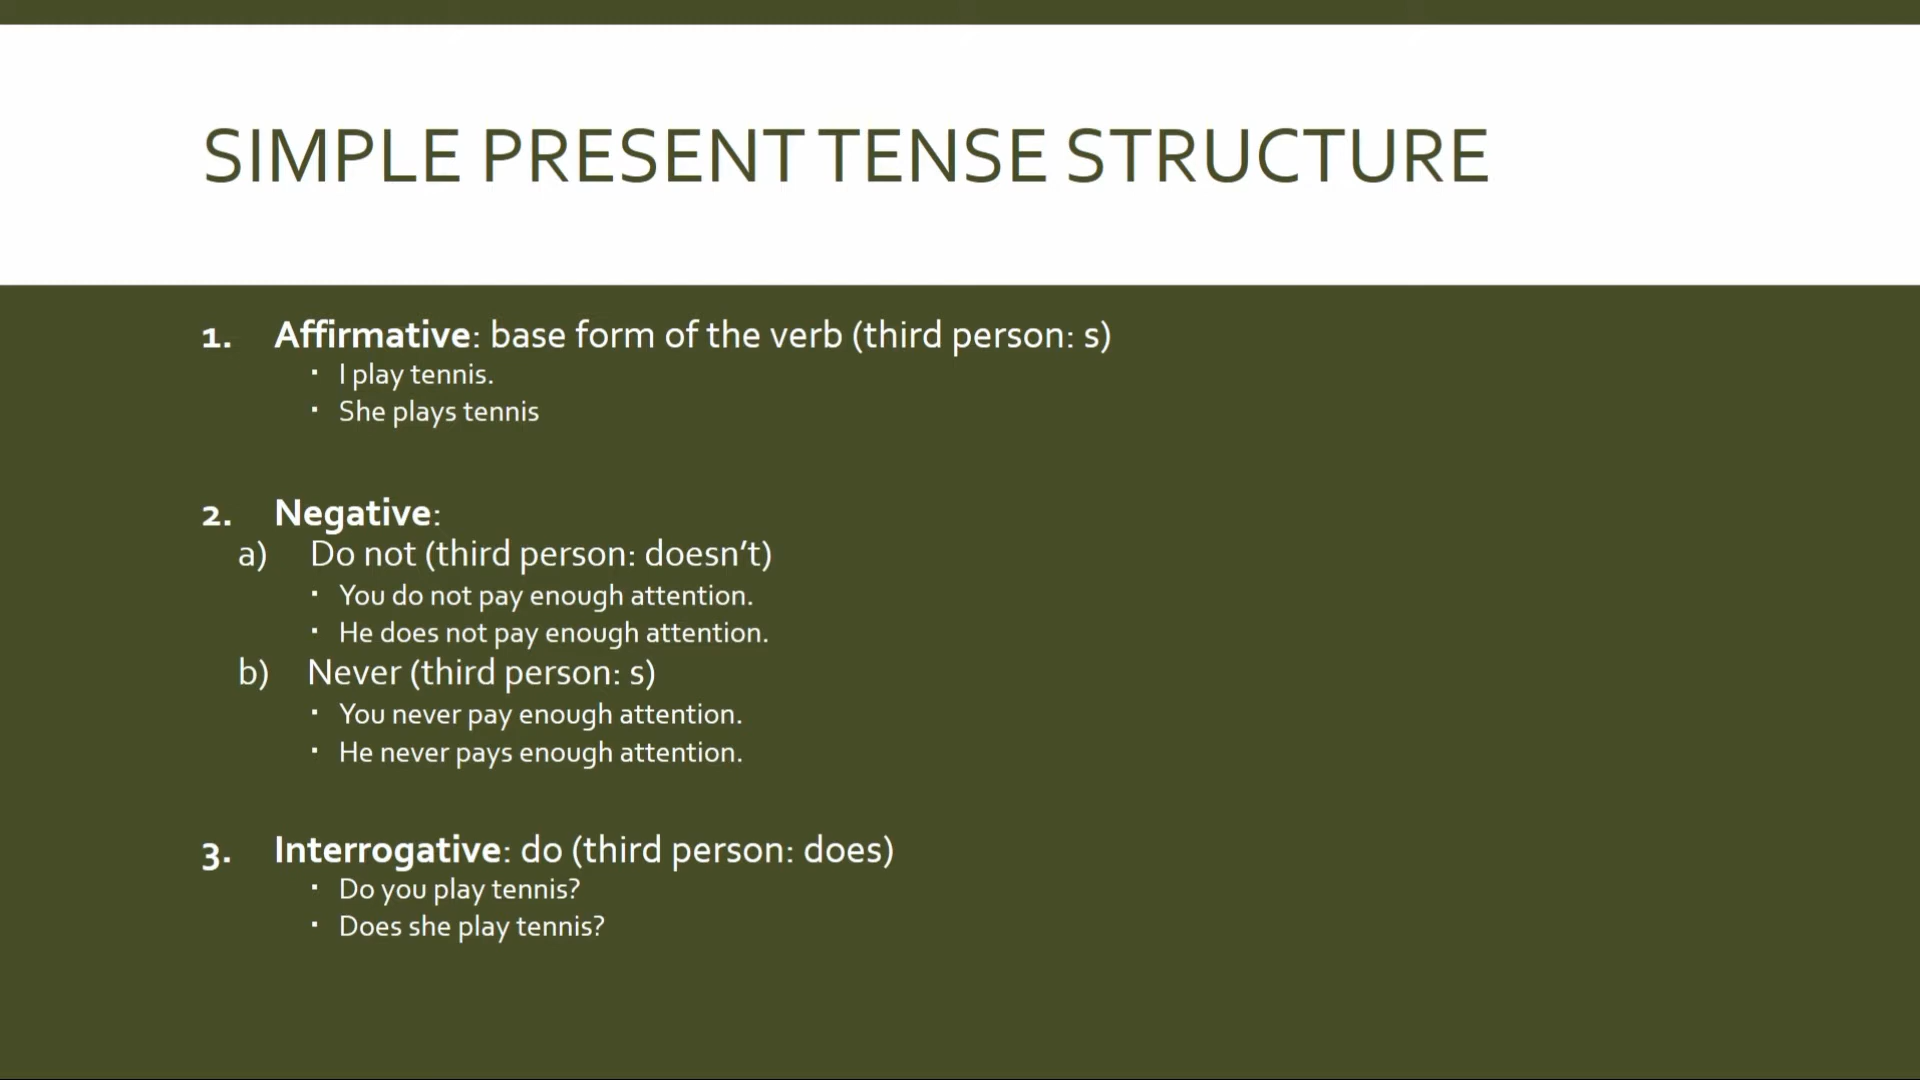 SIMPLE PRESENT TENSE STRUCTURE
1. Affirmative: base form of the verb (third person: s)
▪ I play tennis.
▪ She plays tennis
2. Negative:
a) Do not (third person: doesn’t)
▪ You do not pay enough attention.
▪ He does not pay enough attention.
b) Never (third person: s)
▪ You never pay enough attention.
▪ He never pays enough attention.
3. Interrogative: do (third person: does)
▪ Do you play tennis?
▪ Does she play tennis?